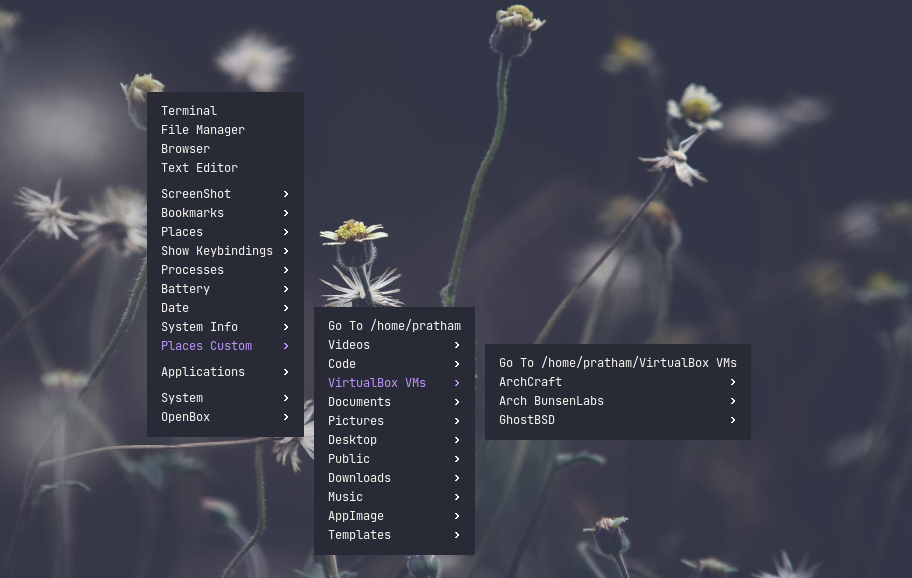 Terminal
File Manager
Browser
Text Editor
ScreenShot
Bookmarks
Places
Show Keybindings
Processes
Battery
Date
System Info
Places Custom
Applications
System
OpenBox
Go To /home/pratham
Videos
Code
VirtualBox VMs
Documents
Pictures
Desktop
Public
Downloads
Music
AppImage
Templates
Go To /home/pratham/VirtualBox VMs
ArchCraft
Arch BunsenLabs
GhostBSD